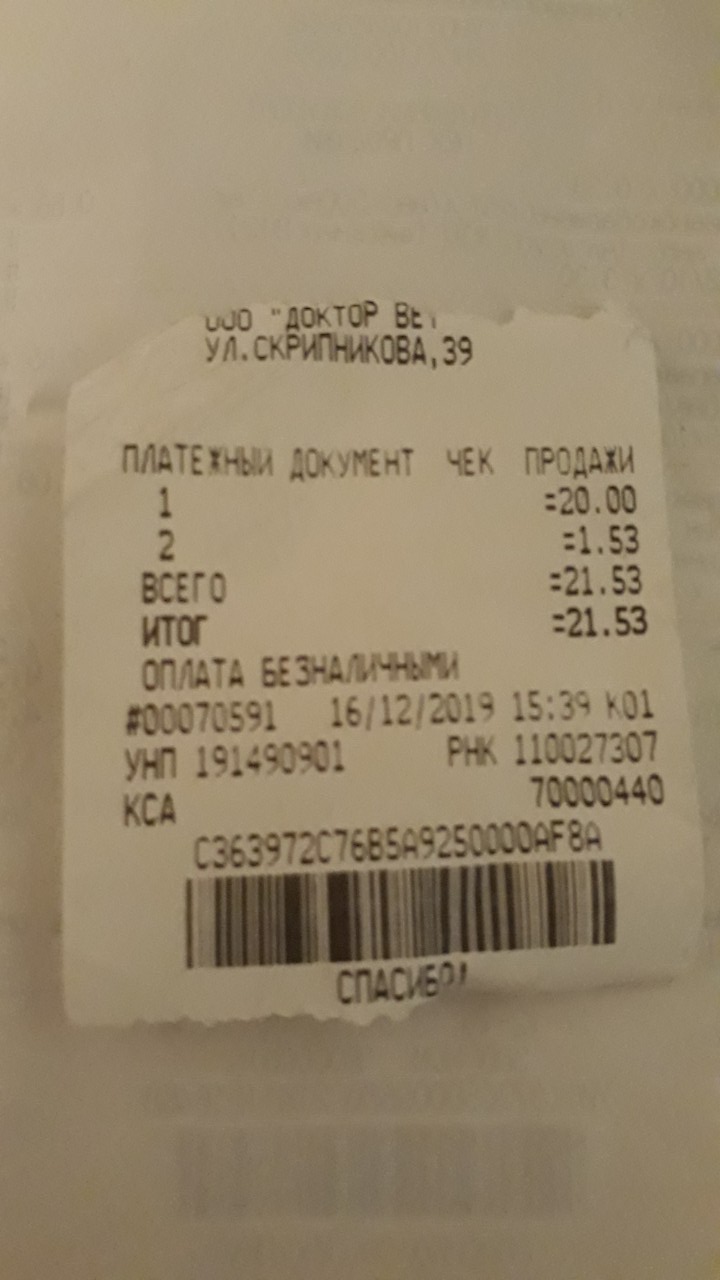 ООО "ДОКТОР ВЕТ
УЛ.СКРИПНИКОВА,39
ПЛАТЕЖНЫЙ ДОКУМЕНТ ЧЕК ПРОДАЖИ
1 =20.00
2 =1.53
ВСЕГО =21.53
ИТОГ =21.53
ОПЛАТА БЕЗНАЛИЧНЫМИ
#00070591 16/12/2019 15:39 К01
УНП 191490901 РНК 110027307
КСА 70000440
C363972C76B5A9250000AF8A
СПАСИБО!